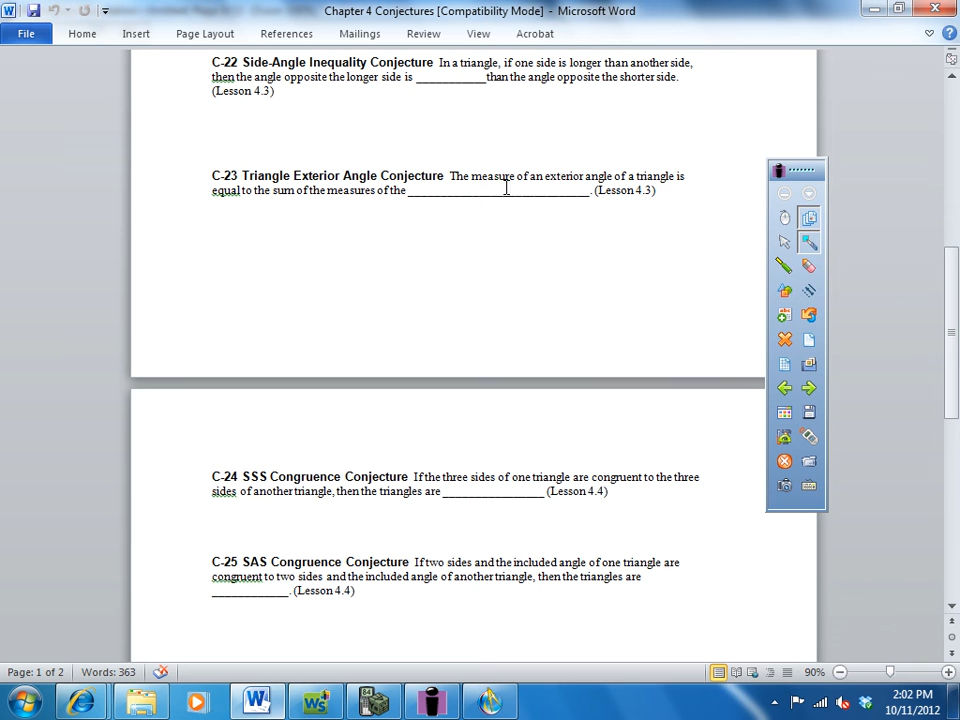 Chapter 4 Conjectures [Compatibility Mode] - Microsoft Word
File Home Insert Page Layout References Mailings Review View Acrobat
C-22 Side-Angle Inequality Conjecture In a triangle, if one side is longer than another side,
then the angle opposite the longer side is ___________than the angle opposite the shorter side.
(Lesson 4.3)
C-23 Triangle Exterior Angle Conjecture The measure of an exterior angle of a triangle is
equal to the sum of the measures of the ____________________________. (Lesson 4.3)
C-24 SSS Congruence Conjecture If the three sides of one triangle are congruent to the three
sides of another triangle, then the triangles are ________________ (Lesson 4.4)
C-25 SAS Congruence Conjecture If two sides and the included angle of one triangle are
congruent to two sides and the included angle of another triangle, then the triangles are
____________. (Lesson 4.4)
Page: 1 of 2 Words: 363 90%
2:02 PM
10/11/2012